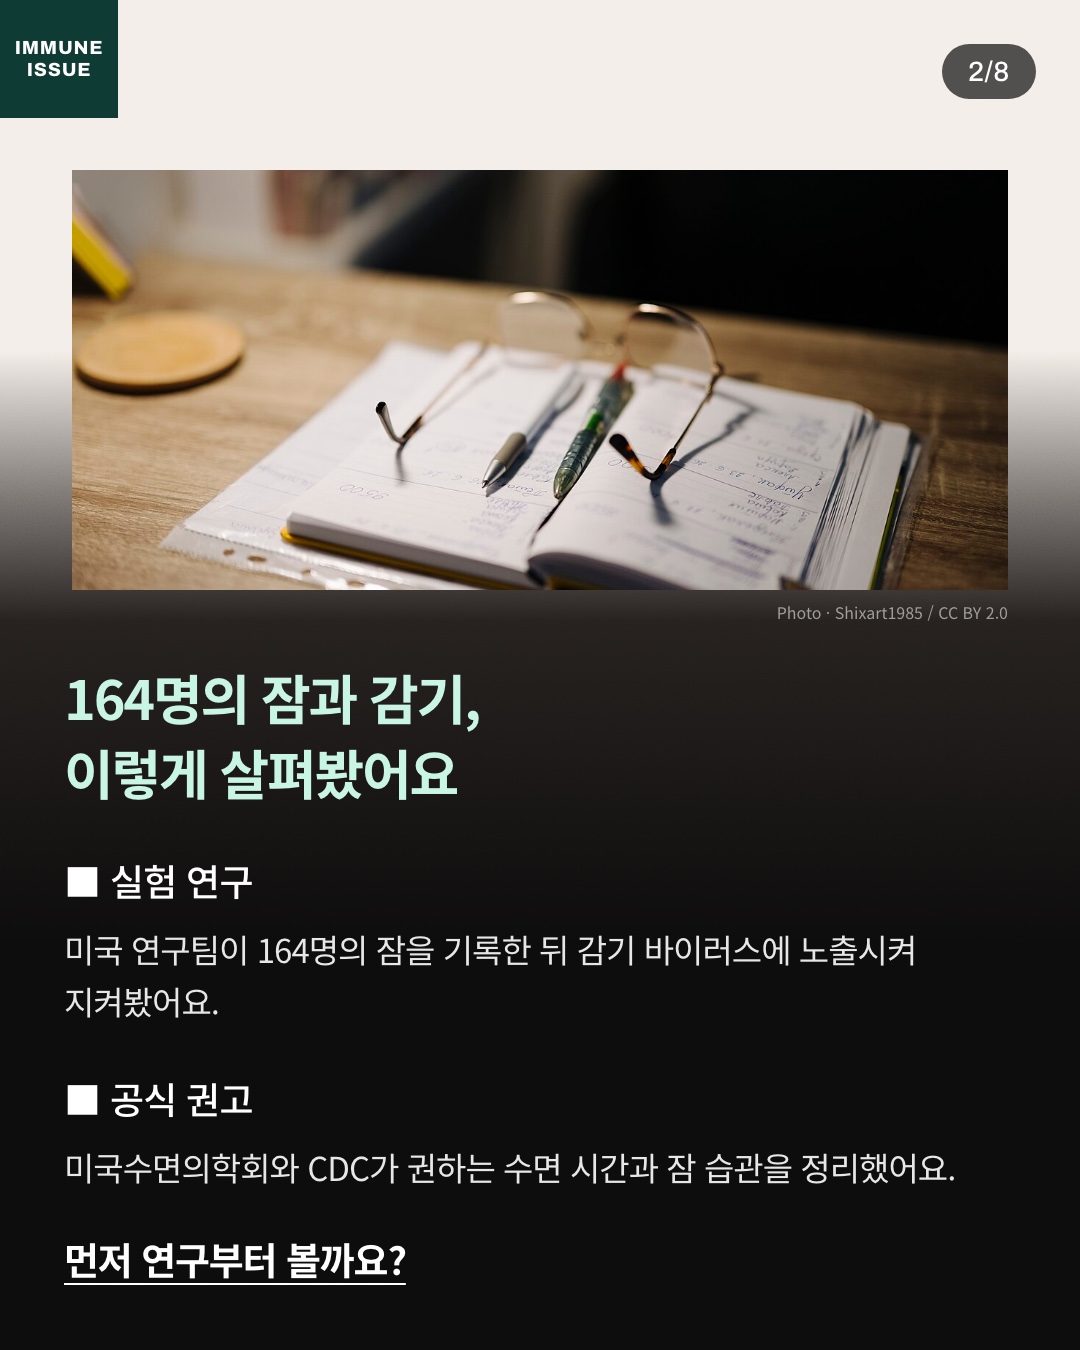 IMMUNE
ISSUE
2/8
Photo · Shixart1985 / CC BY 2.0
164명의 잠과 감기,
이렇게 살펴봤어요
■ 실험 연구
미국 연구팀이 164명의 잠을 기록한 뒤 감기 바이러스에 노출시켜
지켜봤어요.
■ 공식 권고
미국수면의학회와 CDC가 권하는 수면 시간과 잠 습관을 정리했어요.
먼저 연구부터 볼까요?